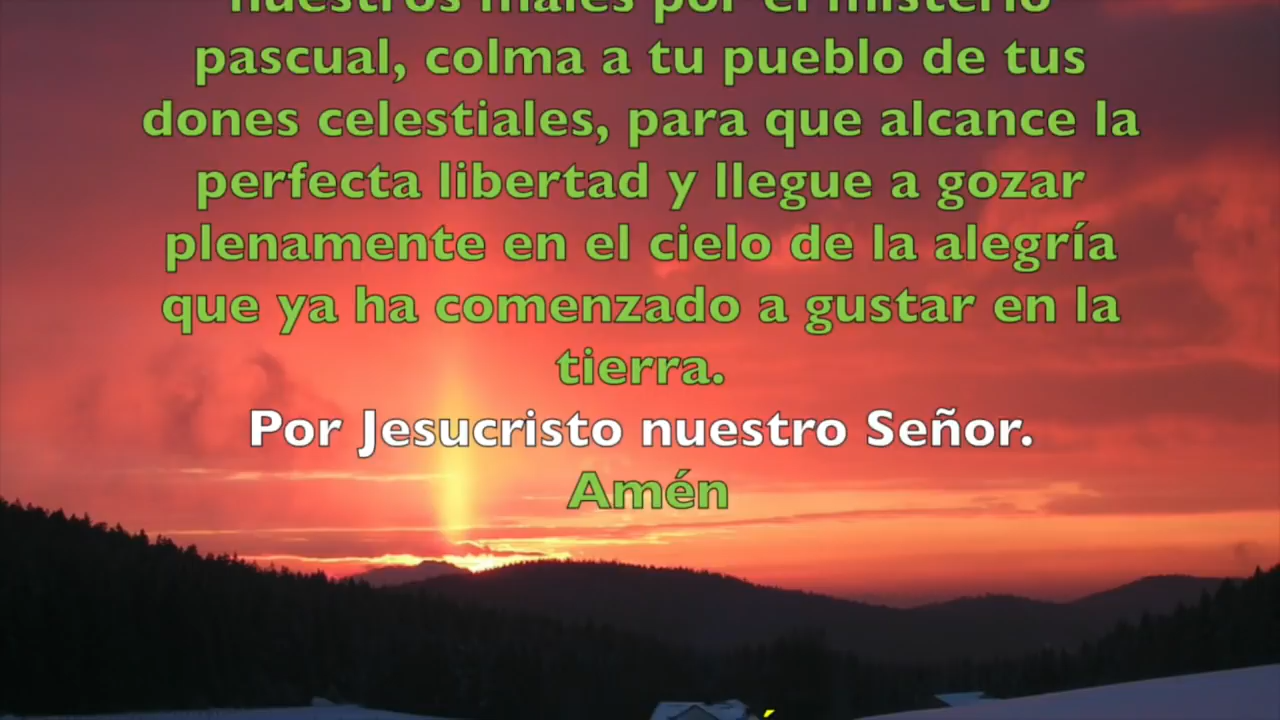 nuestros males por el misterio
pascual, colma a tu pueblo de tus
dones celestiales, para que alcance la
perfecta libertad y llegue a gozar
plenamente en el cielo de la alegría
que ya ha comenzado a gustar en la
tierra.
Por Jesucristo nuestro Señor.
Amén